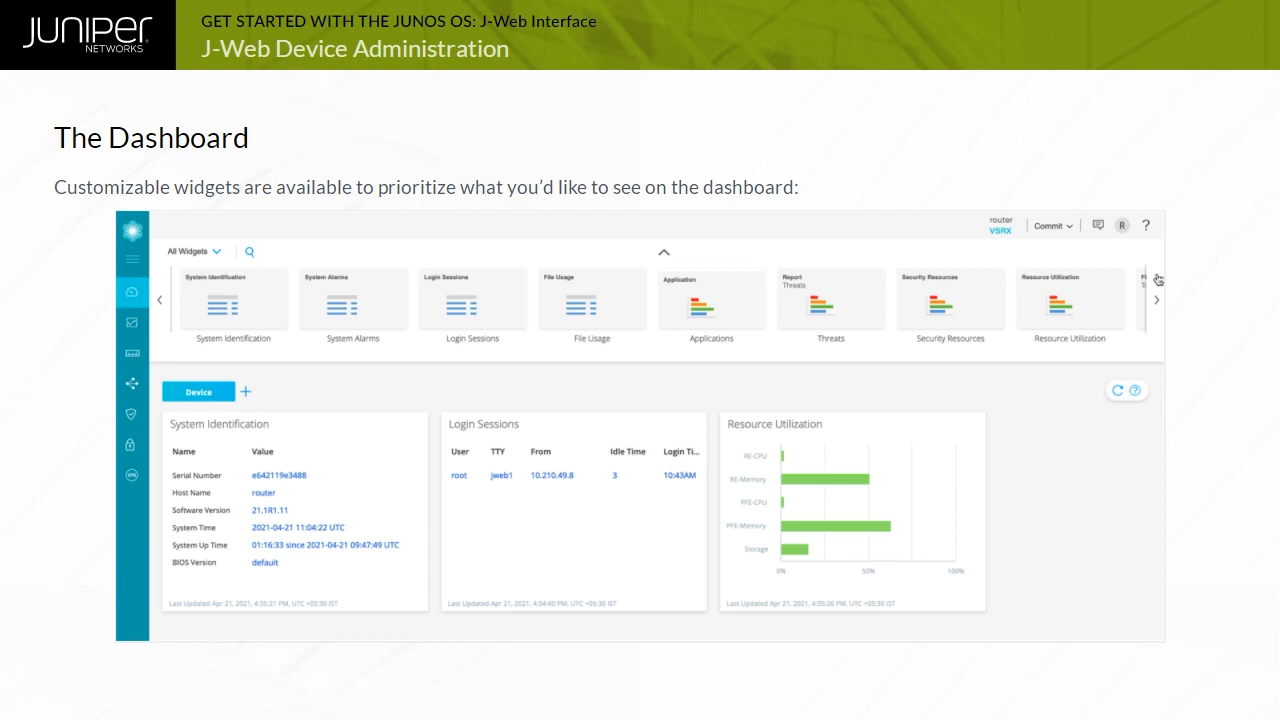 JUNIPER
NETWORKS
GET STARTED WITH THE JUNOS OS: J-Web Interface
J-Web Device Administration
The Dashboard
Customizable widgets are available to prioritize what you’d like to see on the dashboard:
router
VSRX
Commit
R
?
All Widgets
System Identification
System Alarms
Login Sessions
File Usage
Application
Report
Threats
Security Resources
Resource Utilization
System Identification
System Alarms
Login Sessions
File Usage
Applications
Threats
Security Resources
Resource Utilization
Device +
System Identification
Name Value
Serial Number e642119e3488
Host Name router
Software Version 21.1R1.11
System Time 2021-04-21 11:04:22 UTC
System Up Time 01:16:33 since 2021-04-21 09:47:49 UTC
BIOS Version default
Last Updated Apr 21, 2021, 4:35:21 PM, UTC +05:30 IST
Login Sessions
User TTY From Idle Time Login Ti...
root jweb1 10.210.49.8 3 10:43AM
Last Updated Apr 21, 2021, 4:34:40 PM, UTC +05:30 IST
Resource Utilization
RE-CPU
RE-Memory
PFE-CPU
PFE-Memory
Storage
0% 50% 100%
Last Updated Apr 21, 2021, 4:35:26 PM, UTC +05:30 IST
VPN